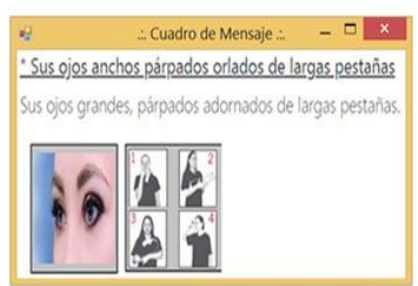 .:. Cuadro de Mensaje .:.
* Sus ojos anchos párpados orlados de largas pestañas
Sus ojos grandes, párpados adornados de largas pestañas.
1 2
3 4